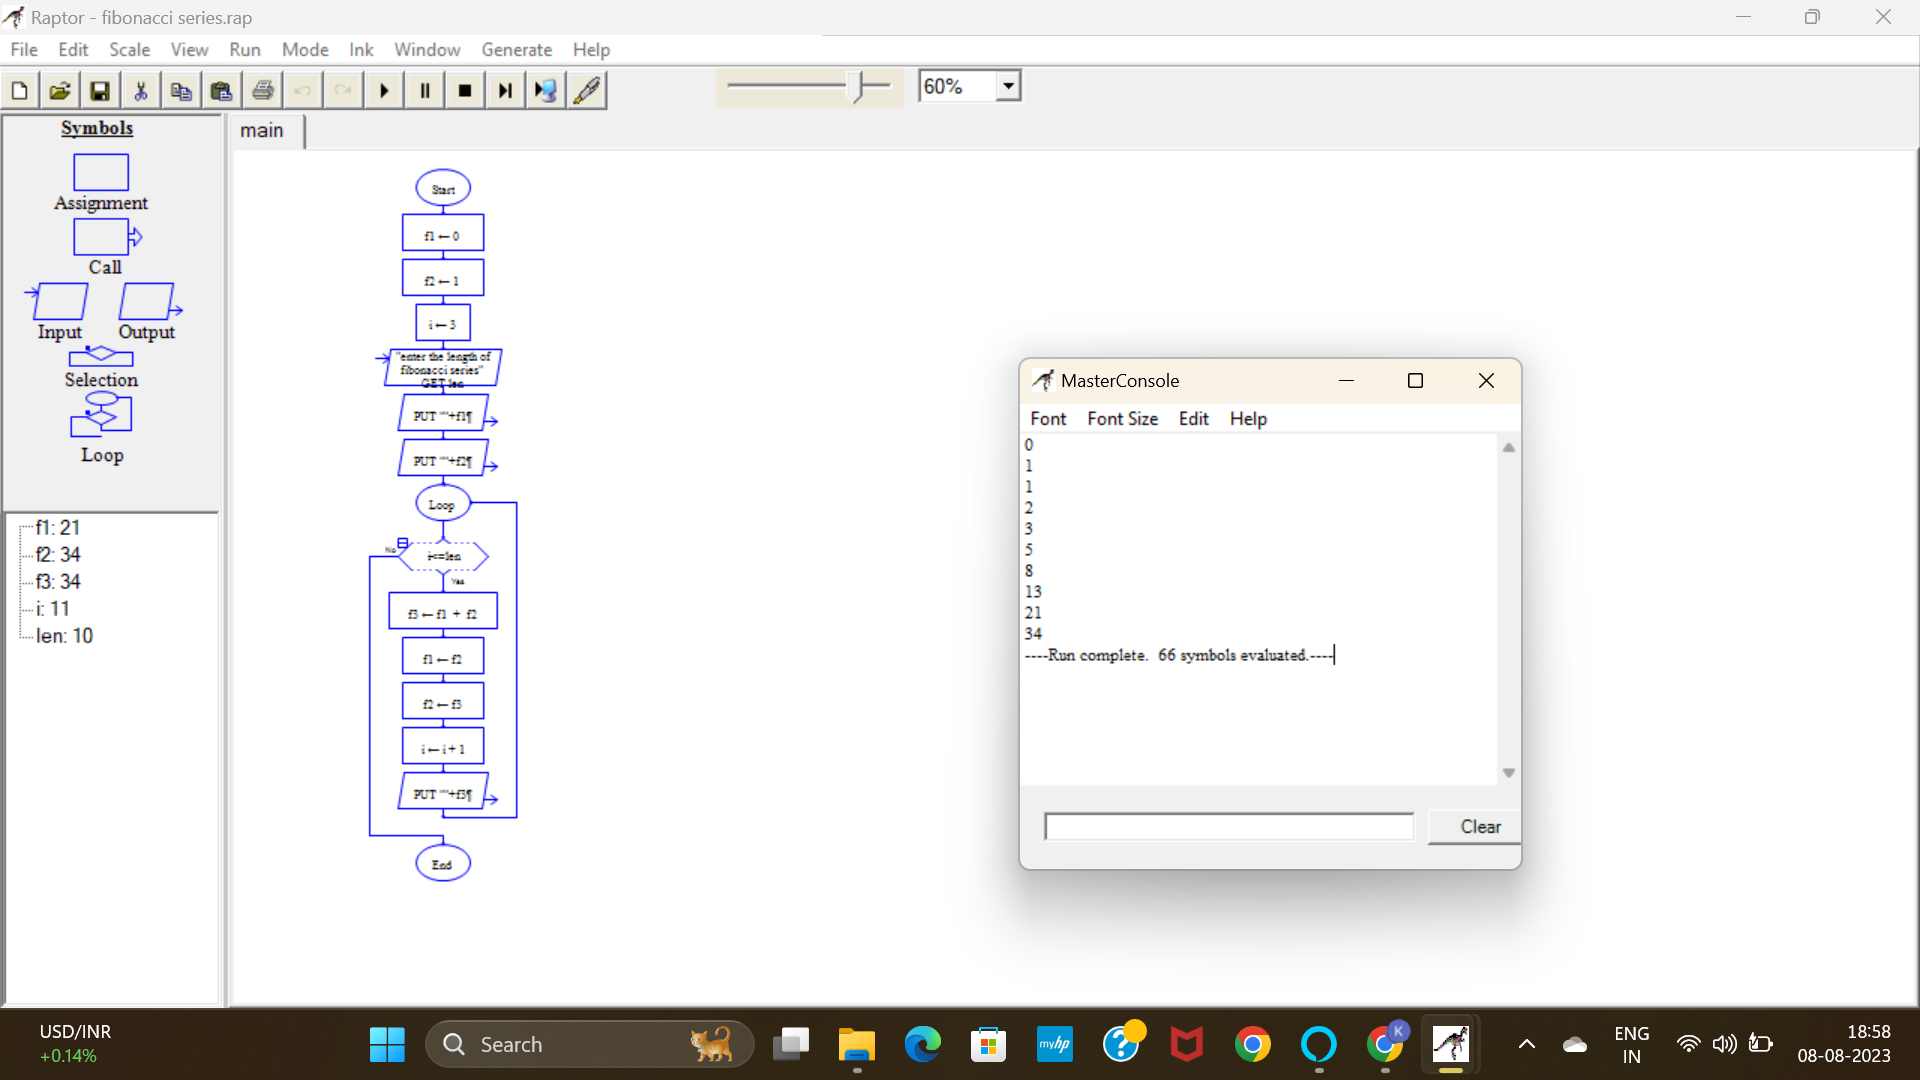 Raptor - fibonacci series.rap
File Edit Scale View Run Mode Ink Window Generate Help
60%
Symbols
Assignment
Call
Input Output
Selection
Loop
f1: 21
f2: 34
f3: 34
i: 11
len: 10
main
Start
f1 ← 0
f2 ← 1
i ← 3
"enter the length of
fibonacci series"
GET len
PUT ""+f1¶
PUT ""+f2¶
Loop
No
i<=len
Yes
f3 ← f1 + f2
f1 ← f2
f2 ← f3
i ← i + 1
PUT ""+f3¶
End
MasterConsole
Font Font Size Edit Help
0
1
1
2
3
5
8
13
21
34
----Run complete.  66 symbols evaluated.----
Clear
USD/INR
+0.14%
Search
myhp
K
ENG
IN
18:58
08-08-2023